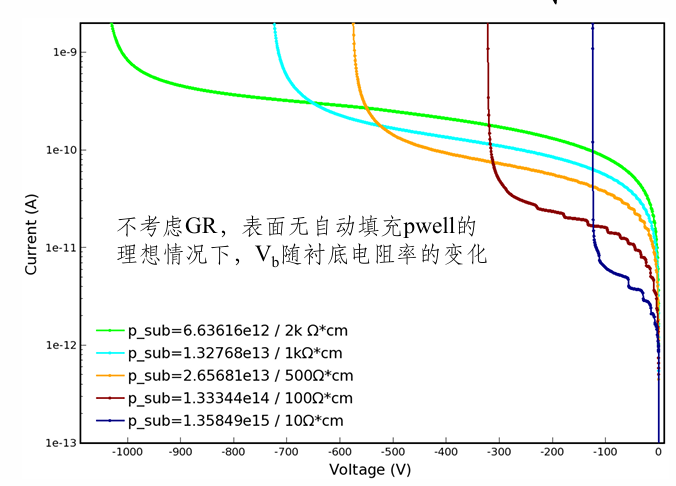 1e-9
1e-10
1e-11
1e-12
1e-13
Current (A)
不考虑GR，表面无自动填充pwell的
理想情况下，Vb随衬底电阻率的变化
p_sub=6.63616e12 / 2k Ω*cm
p_sub=1.32768e13 / 1kΩ*cm
p_sub=2.65681e13 / 500Ω*cm
p_sub=1.33344e14 / 100Ω*cm
p_sub=1.35849e15 / 10Ω*cm
-1000 -900 -800 -700 -600 -500 -400 -300 -200 -100 0
Voltage (V)